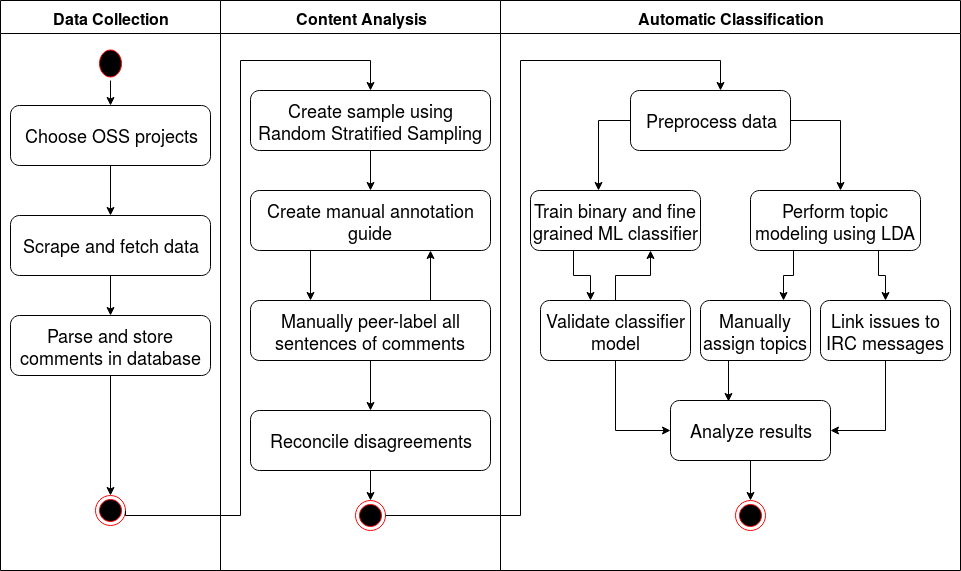 Data Collection
Content Analysis
Automatic Classification
Choose OSS projects
Scrape and fetch data
Parse and store
comments in database
Create sample using
Random Stratified Sampling
Create manual annotation
guide
Manually peer-label all
sentences of comments
Reconcile disagreements
Preprocess data
Train binary and fine
grained ML classifier
Perform topic
modeling using LDA
Validate classifier
model
Manually
assign topics
Link issues to
IRC messages
Analyze results